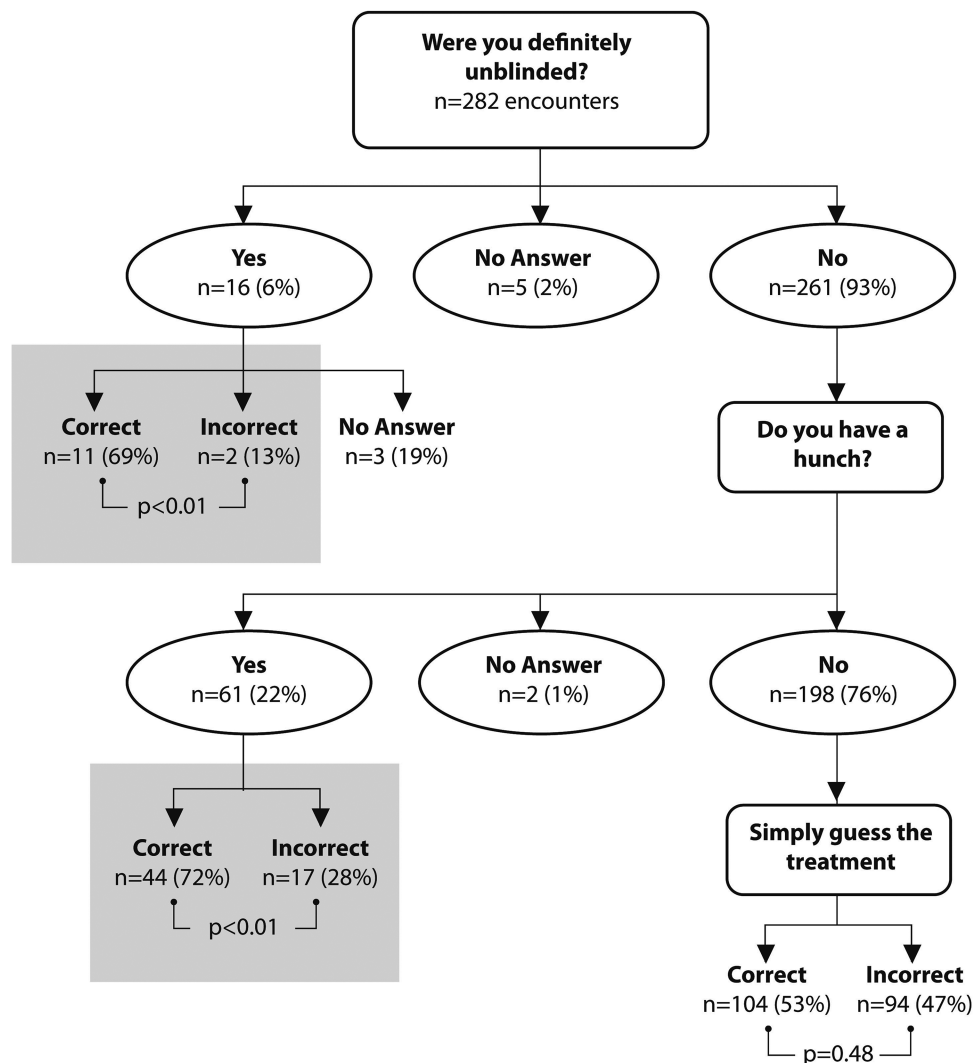 Were you definitely
unblinded?
n=282 encounters
Yes
n=16 (6%)
No Answer
n=5 (2%)
No
n=261 (93%)
Correct
n=11 (69%)
Incorrect
n=2 (13%)
No Answer
n=3 (19%)
p<0.01
Do you have a
hunch?
Yes
n=61 (22%)
No Answer
n=2 (1%)
No
n=198 (76%)
Correct
n=44 (72%)
Incorrect
n=17 (28%)
p<0.01
Simply guess the
treatment
Correct
n=104 (53%)
Incorrect
n=94 (47%)
p=0.48